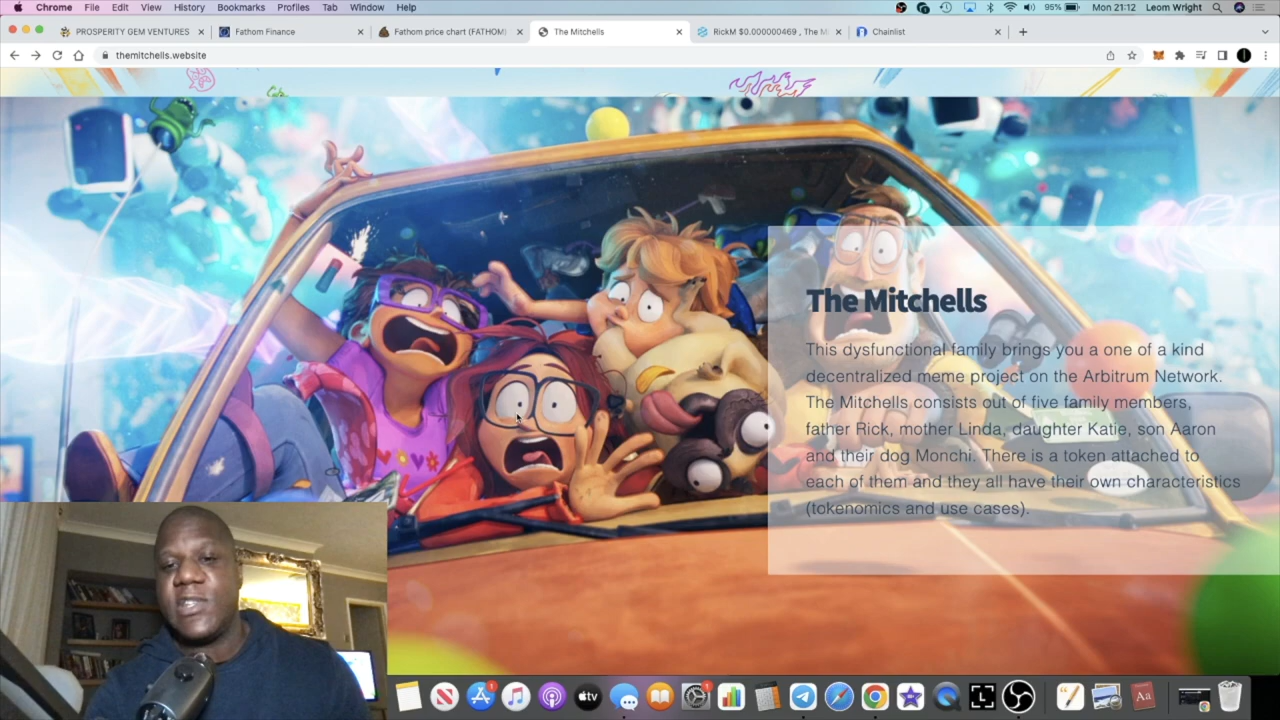 Chrome File Edit View History Bookmarks Profiles Tab Window Help 95% Mon 21:12 Leom Wright
PROSPERITY GEM VENTURES Fathom Finance Fathom price chart (FATHOM) The Mitchells RickM $0.000000469 , The M Chainlist
themitchells.website
The Mitchells
This dysfunctional family brings you a one of a kind
decentralized meme project on the Arbitrum Network.
The Mitchells consists out of five family members,
father Rick, mother Linda, daughter Katie, son Aaron
and their dog Monchi. There is a token attached to
each of them and they all have their own characteristics
(tokenomics and use cases).
tv
Aa